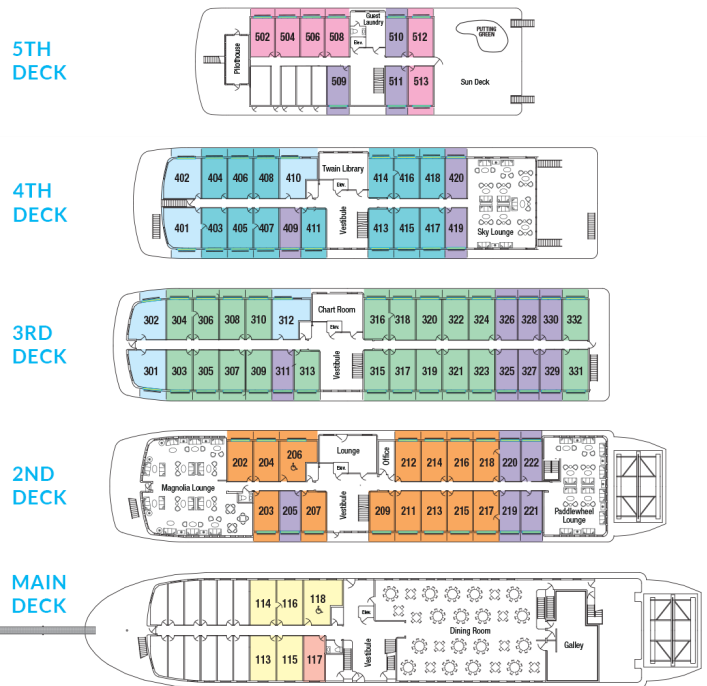 5TH
DECK
Pilothouse
502 504 506 508
Guest
Laundry
Elev.
510 512
PUTTING
GREEN
509
511 513
Sun Deck
4TH
DECK
402 404 406 408 410
Twain Library
Elev.
414 416 418 420
401 403 405 407 409 411
Vestibule
413 415 417 419
Sky Lounge
3RD
DECK
302 304 306 308 310 312
Chart Room
Elev.
316 318 320 322 324 326 328 330 332
301 303 305 307 309 311 313
Vestibule
315 317 319 321 323 325 327 329 331
2ND
DECK
Magnolia Lounge
202 204 206
Lounge
Elev.
Office
212 214 216 218 220 222
203 205 207
Vestibule
209 211 213 215 217 219 221
Paddlewheel
Lounge
MAIN
DECK
114 116 118
Elev.
113 115 117
Vestibule
Dining Room
Galley